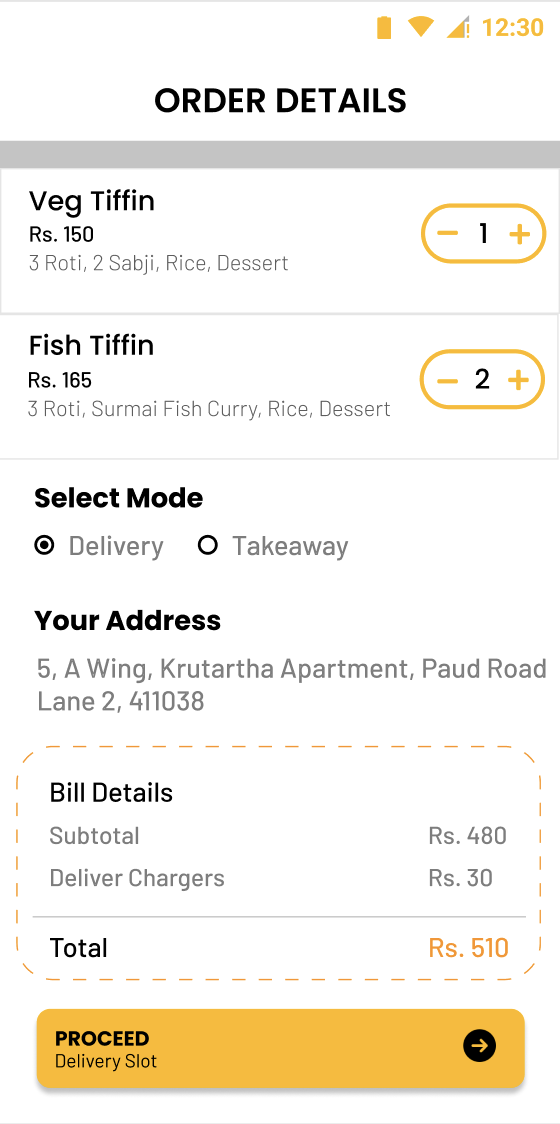 12:30
ORDER DETAILS
Veg Tiffin
Rs. 150
3 Roti, 2 Sabji, Rice, Dessert
1
Fish Tiffin
Rs. 165
3 Roti, Surmai Fish Curry, Rice, Dessert
2
Select Mode
Delivery Takeaway
Your Address
5, A Wing, Krutartha Apartment, Paud Road
Lane 2, 411038
Bill Details
Subtotal Rs. 480
Deliver Chargers Rs. 30
Total Rs. 510
PROCEED
Delivery Slot